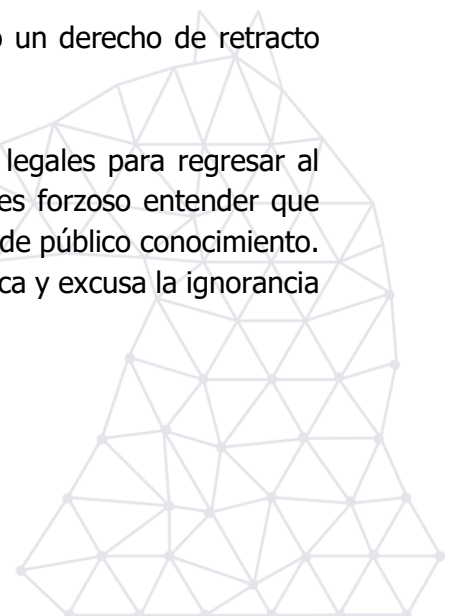 un derecho de retracto
legales para regresar al
es forzoso entender que
de público conocimiento.
ca y excusa la ignorancia